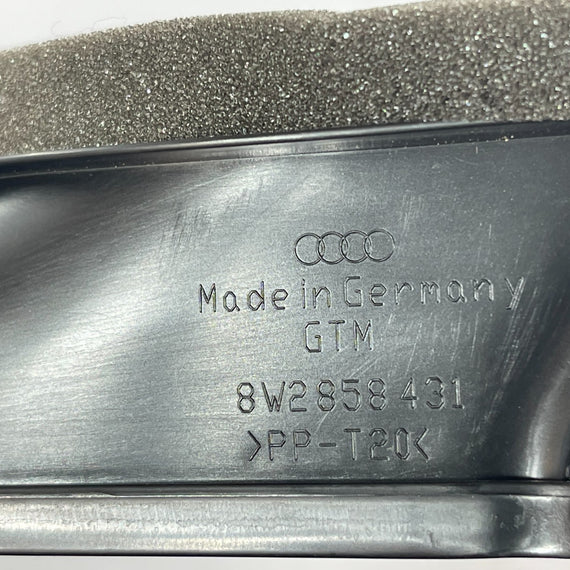 Made in Germany
GTM
8W2858431
>PP-T20<